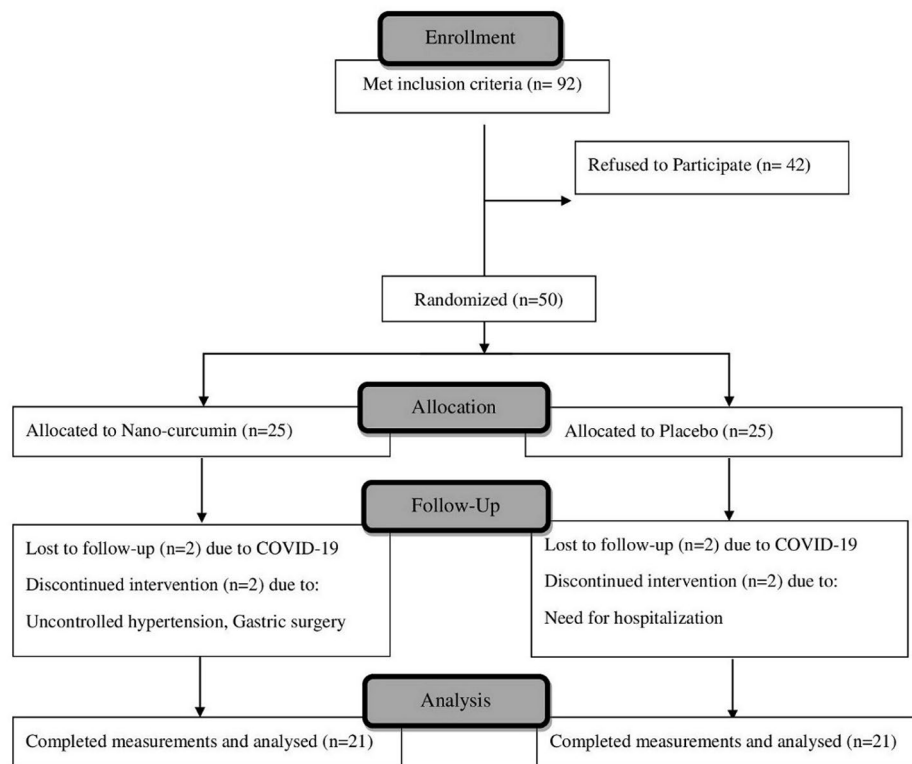 Enrollment
Met inclusion criteria (n= 92)
Refused to Participate (n= 42)
Randomized (n=50)
Allocation
Allocated to Nano-curcumin (n=25)
Allocated to Placebo (n=25)
Follow-Up
Lost to follow-up (n=2) due to COVID-19
Discontinued intervention (n=2) due to:
Uncontrolled hypertension, Gastric surgery
Lost to follow-up (n=2) due to COVID-19
Discontinued intervention (n=2) due to:
Need for hospitalization
Analysis
Completed measurements and analysed (n=21)
Completed measurements and analysed (n=21)